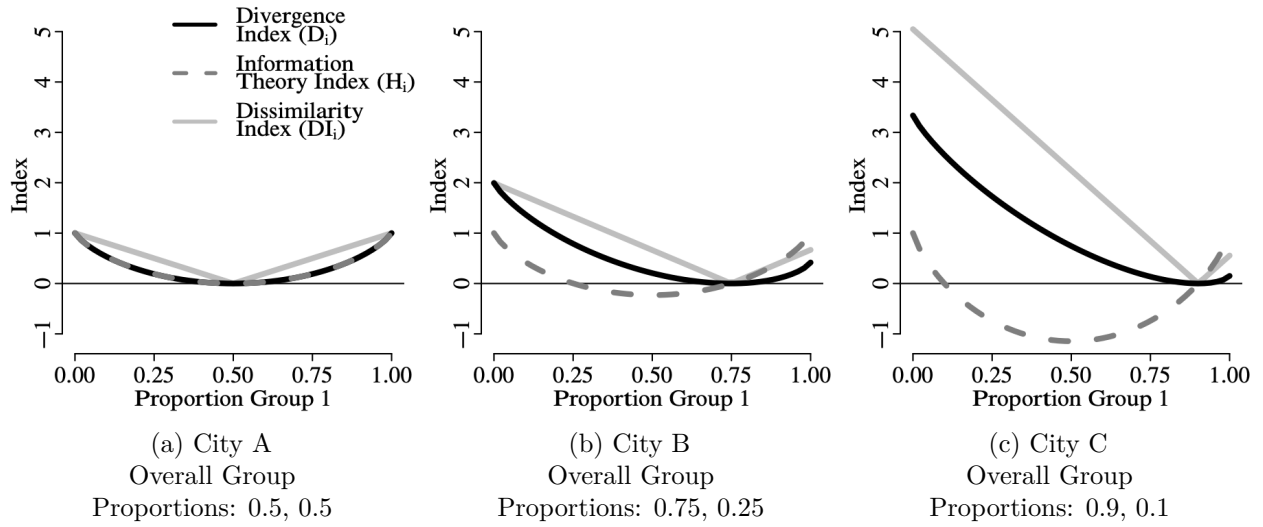 Divergence
Index (Dᵢ)
Information
Theory Index (Hᵢ)
Dissimilarity
Index (DIᵢ)
Index
5
4
3
2
1
0
−1
0.00 0.25 0.50 0.75 1.00
Proportion Group 1
(a) City A
Overall Group
Proportions: 0.5, 0.5
Index
5
4
3
2
1
0
−1
0.00 0.25 0.50 0.75 1.00
Proportion Group 1
(b) City B
Overall Group
Proportions: 0.75, 0.25
Index
5
4
3
2
1
0
−1
0.00 0.25 0.50 0.75 1.00
Proportion Group 1
(c) City C
Overall Group
Proportions: 0.9, 0.1